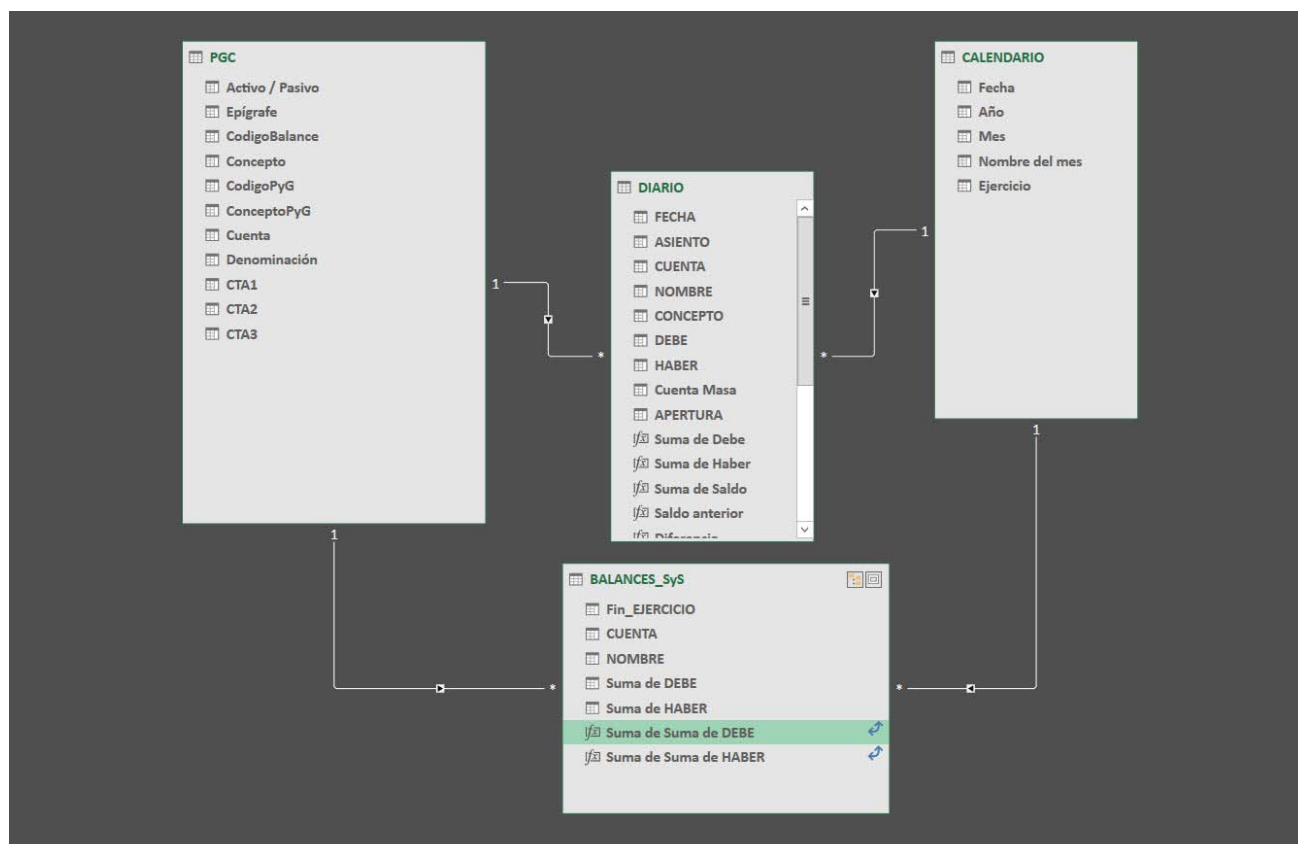 PGC
Activo / Pasivo
Epígrafe
CodigoBalance
Concepto
CodigoPyG
ConceptoPyG
Cuenta
Denominación
CTA1
CTA2
CTA3
1
1
DIARIO
FECHA
ASIENTO
CUENTA
NOMBRE
CONCEPTO
DEBE
HABER
Cuenta Masa
APERTURA
Suma de Debe
Suma de Haber
Suma de Saldo
Saldo anterior
Diferencia
*
*
CALENDARIO
Fecha
Año
Mes
Nombre del mes
Ejercicio
1
1
BALANCES_SyS
Fin_EJERCICIO
CUENTA
NOMBRE
Suma de DEBE
Suma de HABER
Suma de Suma de DEBE
Suma de Suma de HABER
*
*